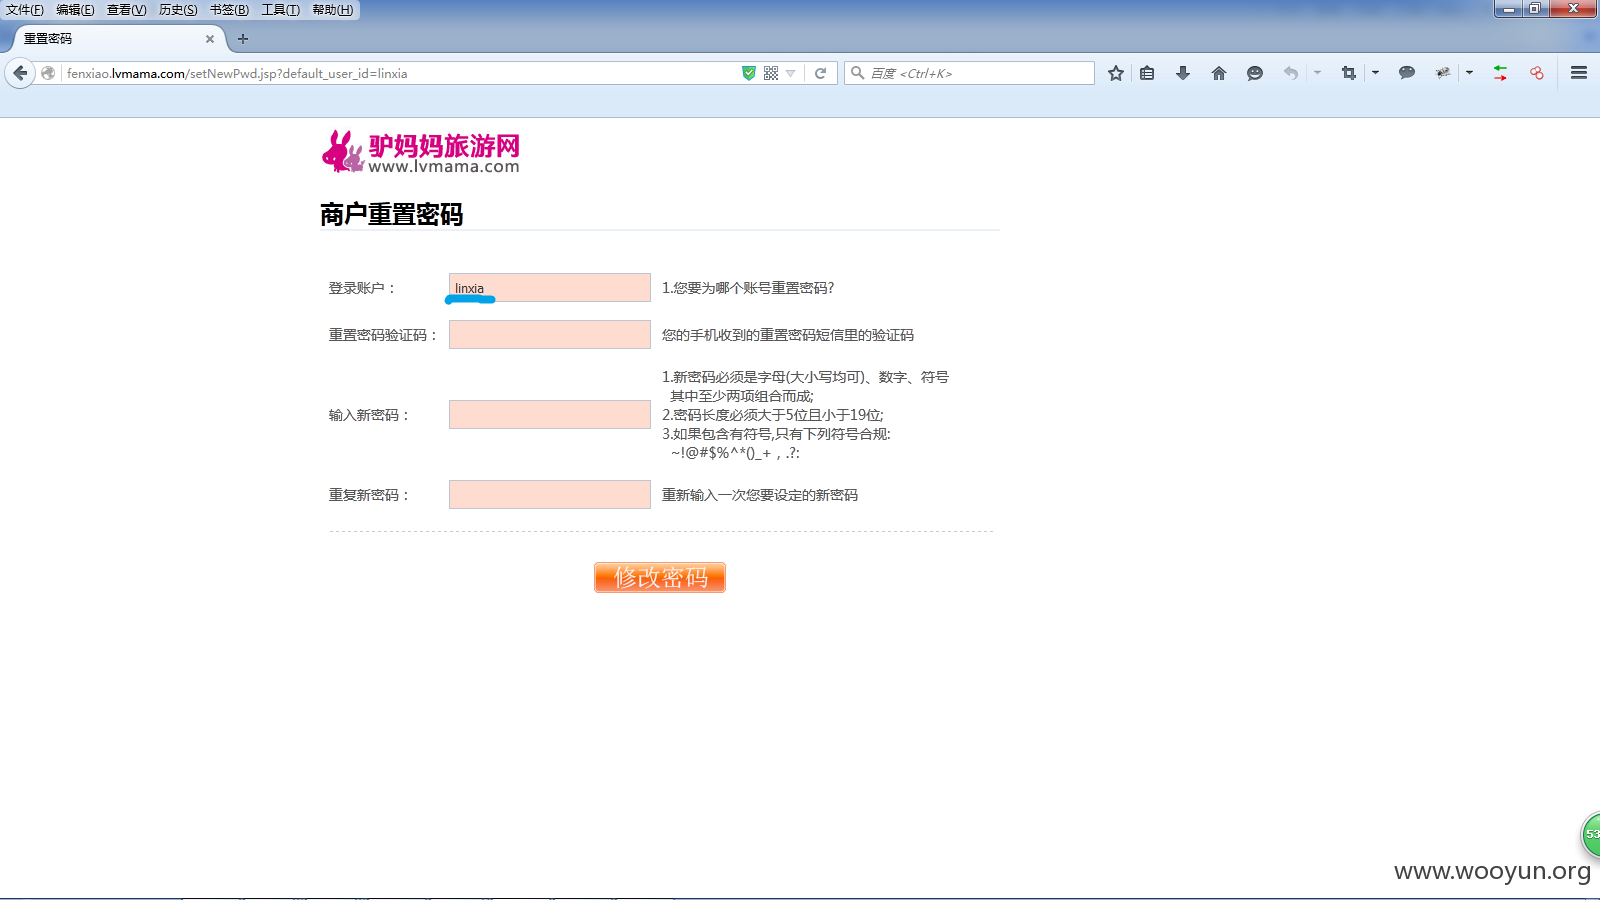 文件(F) 编辑(E) 查看(V) 历史(S) 书签(B) 工具(T) 帮助(H)
重置密码
fenxiao.lvmama.com/setNewPwd.jsp?default_user_id=linxia
百度 <Ctrl+K>
驴妈妈旅游网
www.lvmama.com
商户重置密码
登录账户： linxia 1.您要为哪个账号重置密码?
重置密码验证码： 您的手机收到的重置密码短信里的验证码
1.新密码必须是字母(大小写均可)、数字、符号
其中至少两项组合而成;
输入新密码： 2.密码长度必须大于5位且小于19位;
3.如果包含有符号,只有下列符号合规:
~!@#$%^*()_+，.?:
重复新密码： 重新输入一次您要设定的新密码
修改密码
53
www.wooyun.org